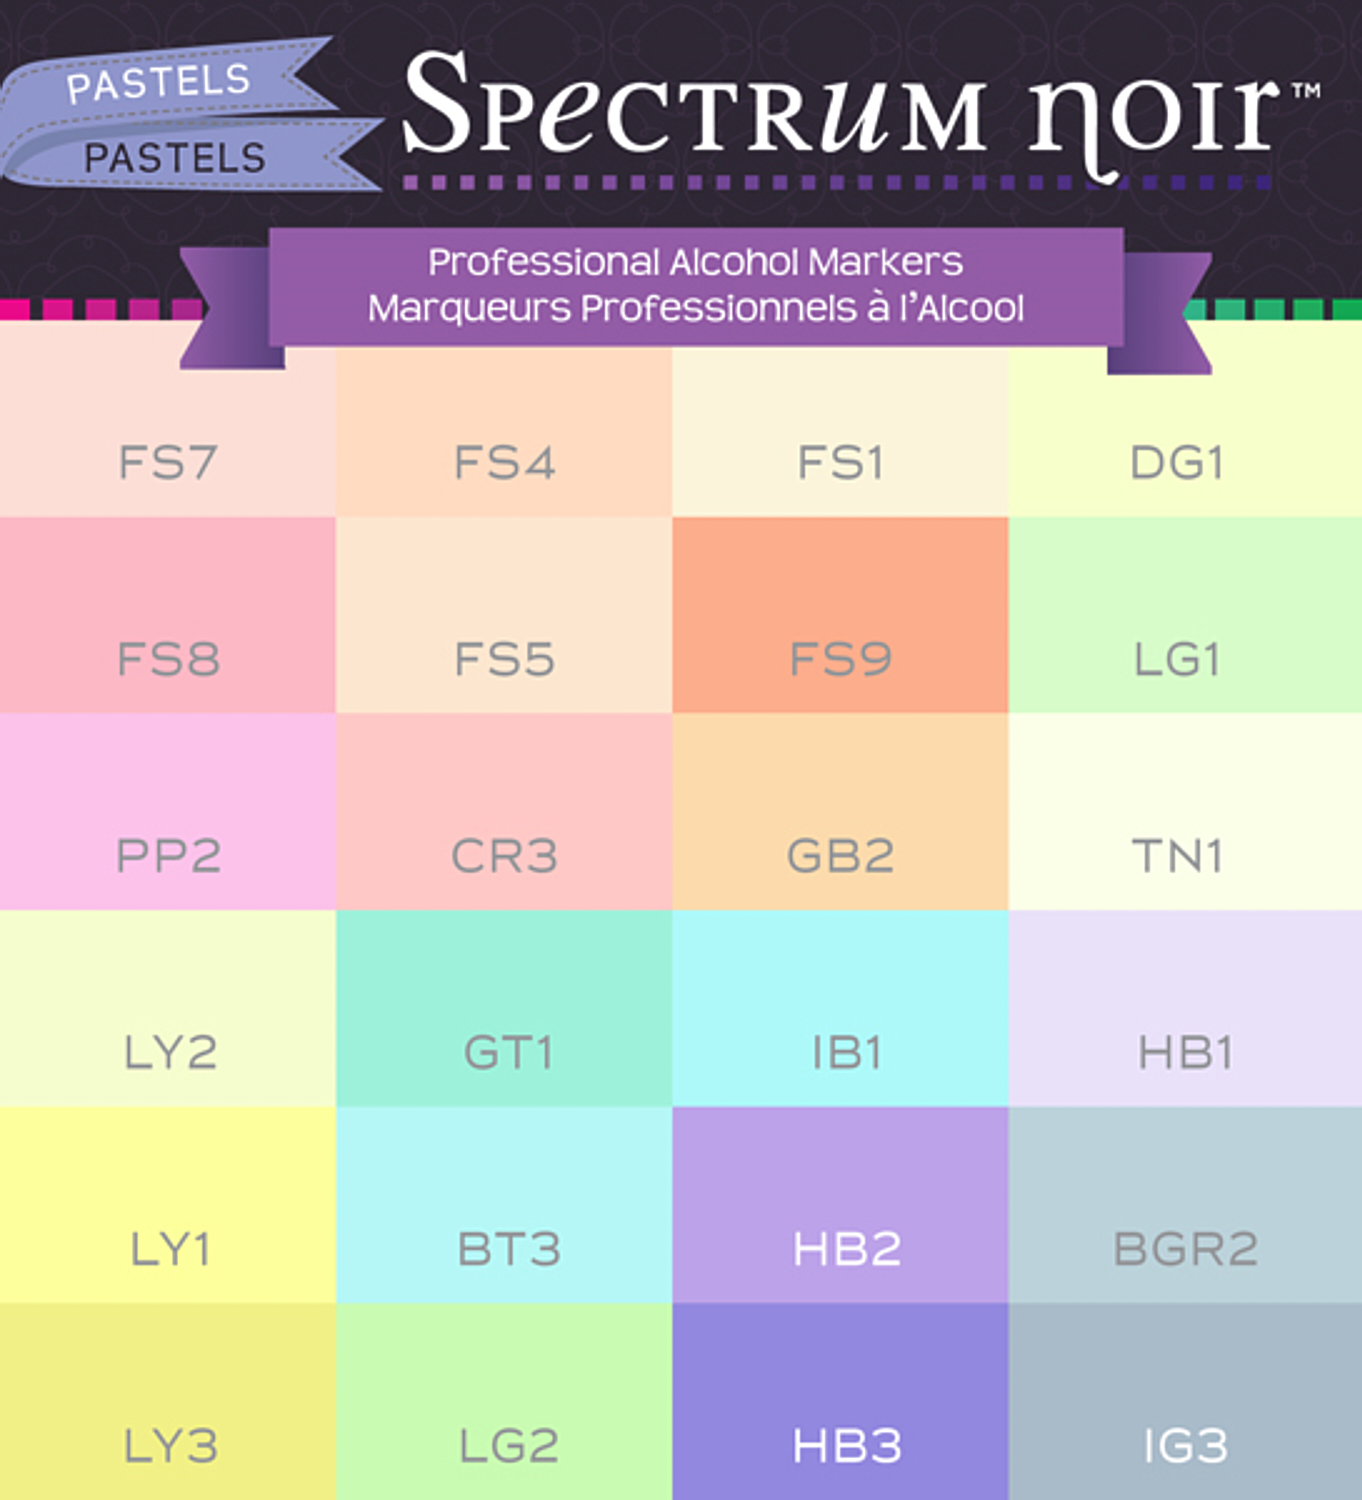 PASTELS
PASTELS
SPeCTRuM noir™
Professional Alcohol Markers
Marqueurs Professionnels à l'Alcool
FS7 FS4 FS1 DG1
FS8 FS5 FS9 LG1
PP2 CR3 GB2 TN1
LY2 GT1 IB1 HB1
LY1 BT3 HB2 BGR2
LY3 LG2 HB3 IG3